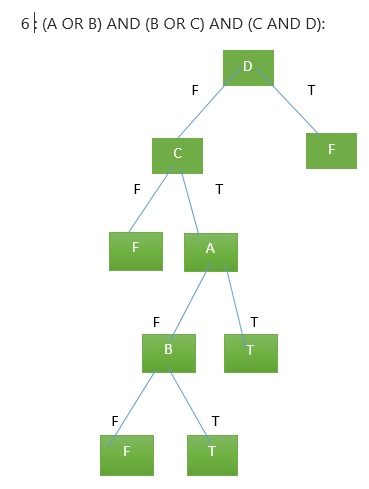 6 : (A OR B) AND (B OR C) AND (C AND D):
D
F T
C F
F T
F A
F T
B T
F T
F T